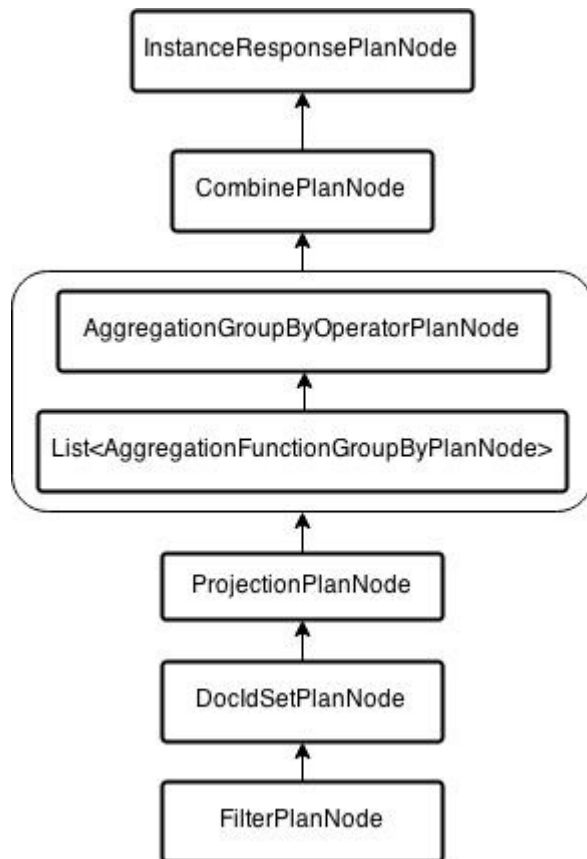 InstanceResponsePlanNode
CombinePlanNode
AggregationGroupByOperatorPlanNode
List<AggregationFunctionGroupByPlanNode>
ProjectionPlanNode
DocIdSetPlanNode
FilterPlanNode